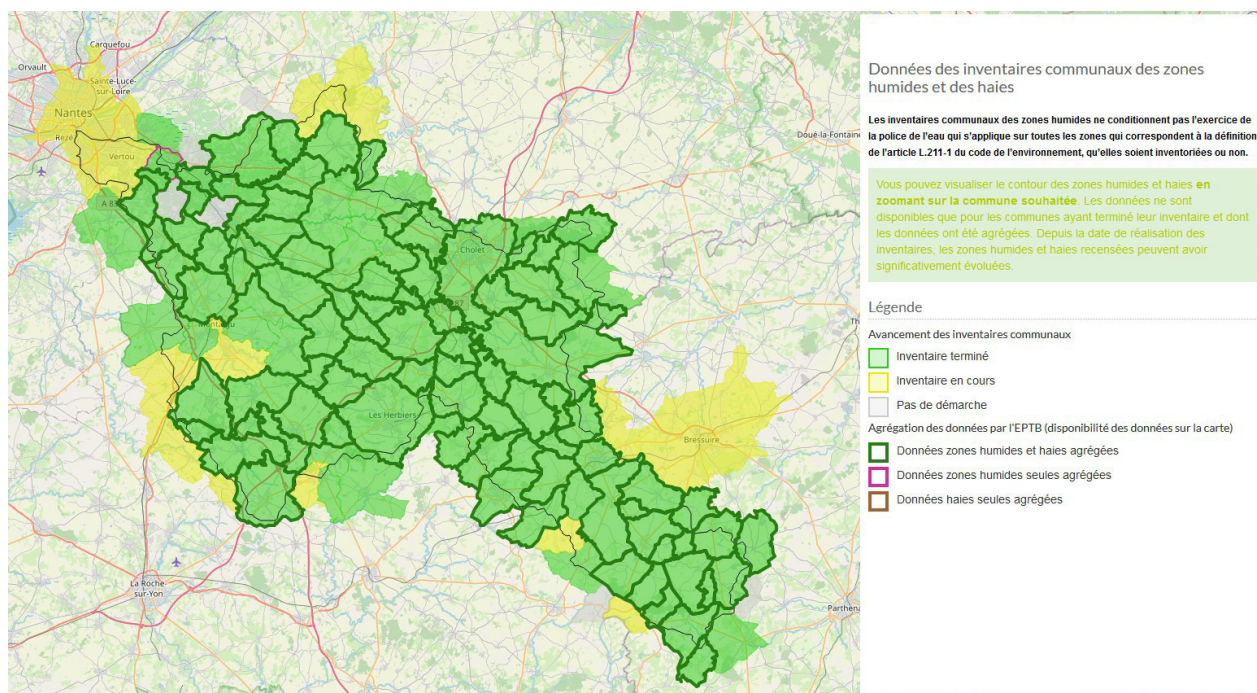 Carquefou
Orvault
Sainte-Luce-
sur-Loire
Nantes
Rezé
Vertou
A 83
Doué-la-Fontaine
Cholet
Montaigu
Les Herbiers
Bressuire
La Roche-
sur-Yon
Parthena
Données des inventaires communaux des zones
humides et des haies
Les inventaires communaux des zones humides ne conditionnent pas l'exercice de
la police de l'eau qui s'applique sur toutes les zones qui correspondent à la définition
de l'article L.211-1 du code de l'environnement, qu'elles soient inventoriées ou non.
Vous pouvez visualiser le contour des zones humides et haies en
zoomant sur la commune souhaitée. Les données ne sont
disponibles que pour les communes ayant terminé leur inventaire et dont
les données ont été agrégées. Depuis la date de réalisation des
inventaires, les zones humides et haies recensées peuvent avoir
significativement évoluées.
Légende
Avancement des inventaires communaux
Inventaire terminé
Inventaire en cours
Pas de démarche
Agrégation des données par l'EPTB (disponibilité des données sur la carte)
Données zones humides et haies agrégées
Données zones humides seules agrégées
Données haies seules agrégées